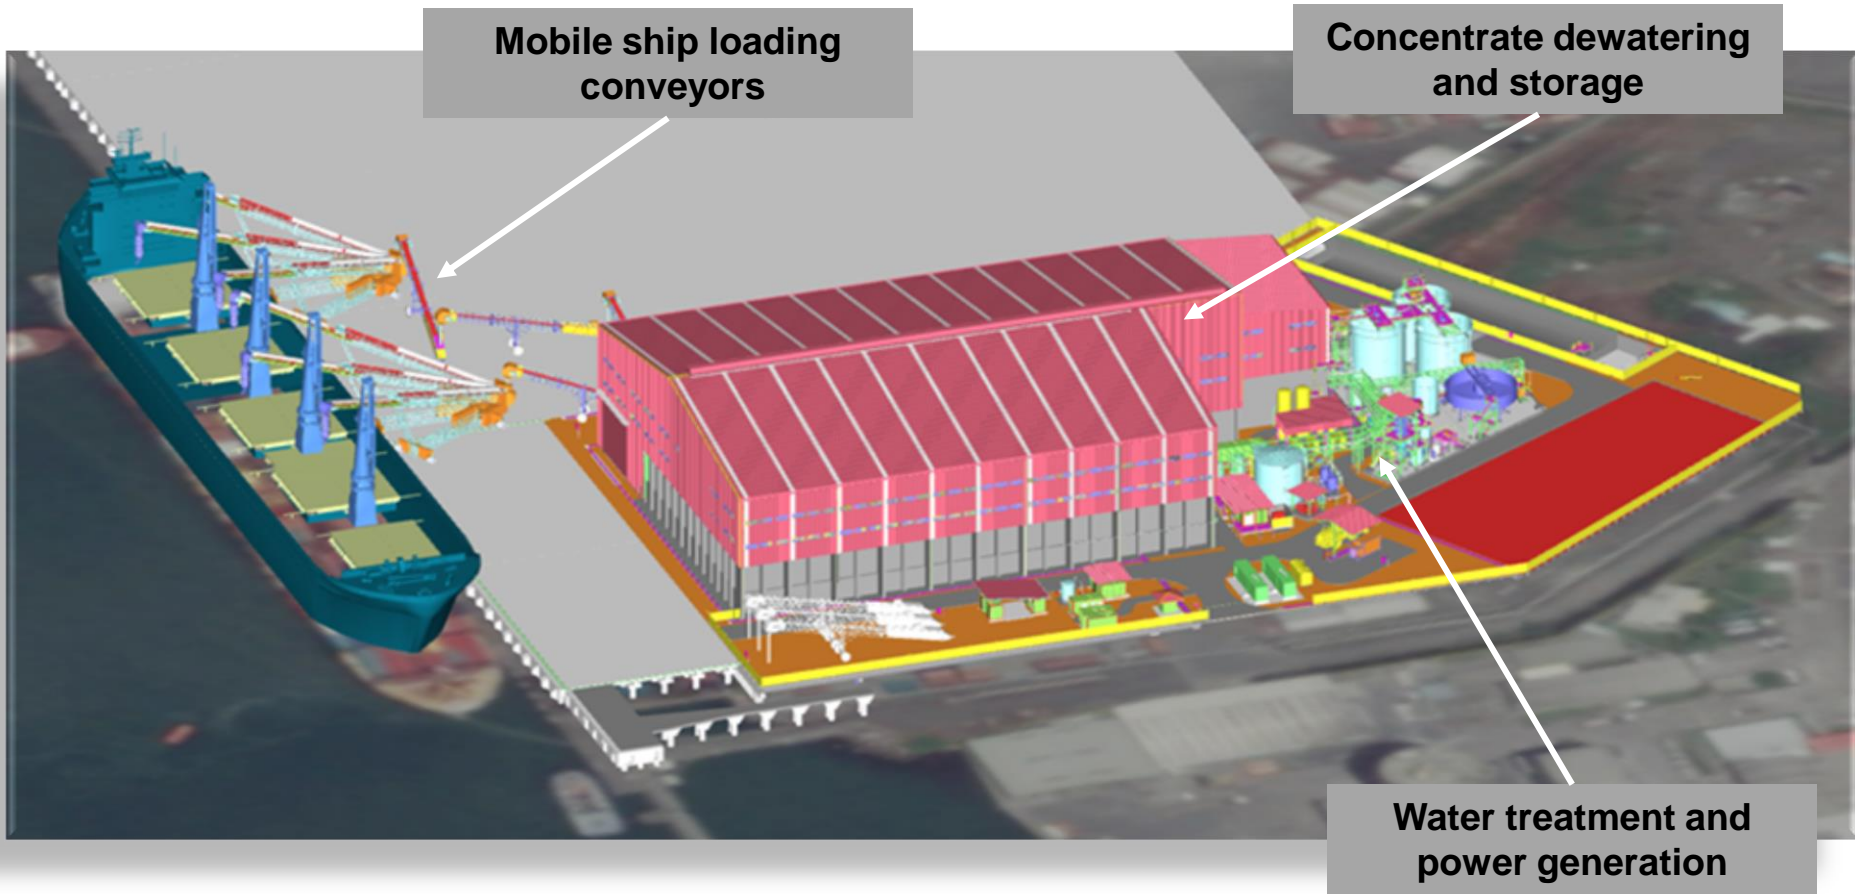 Mobile ship loading
conveyors
Concentrate dewatering
and storage
Water treatment and
power generation